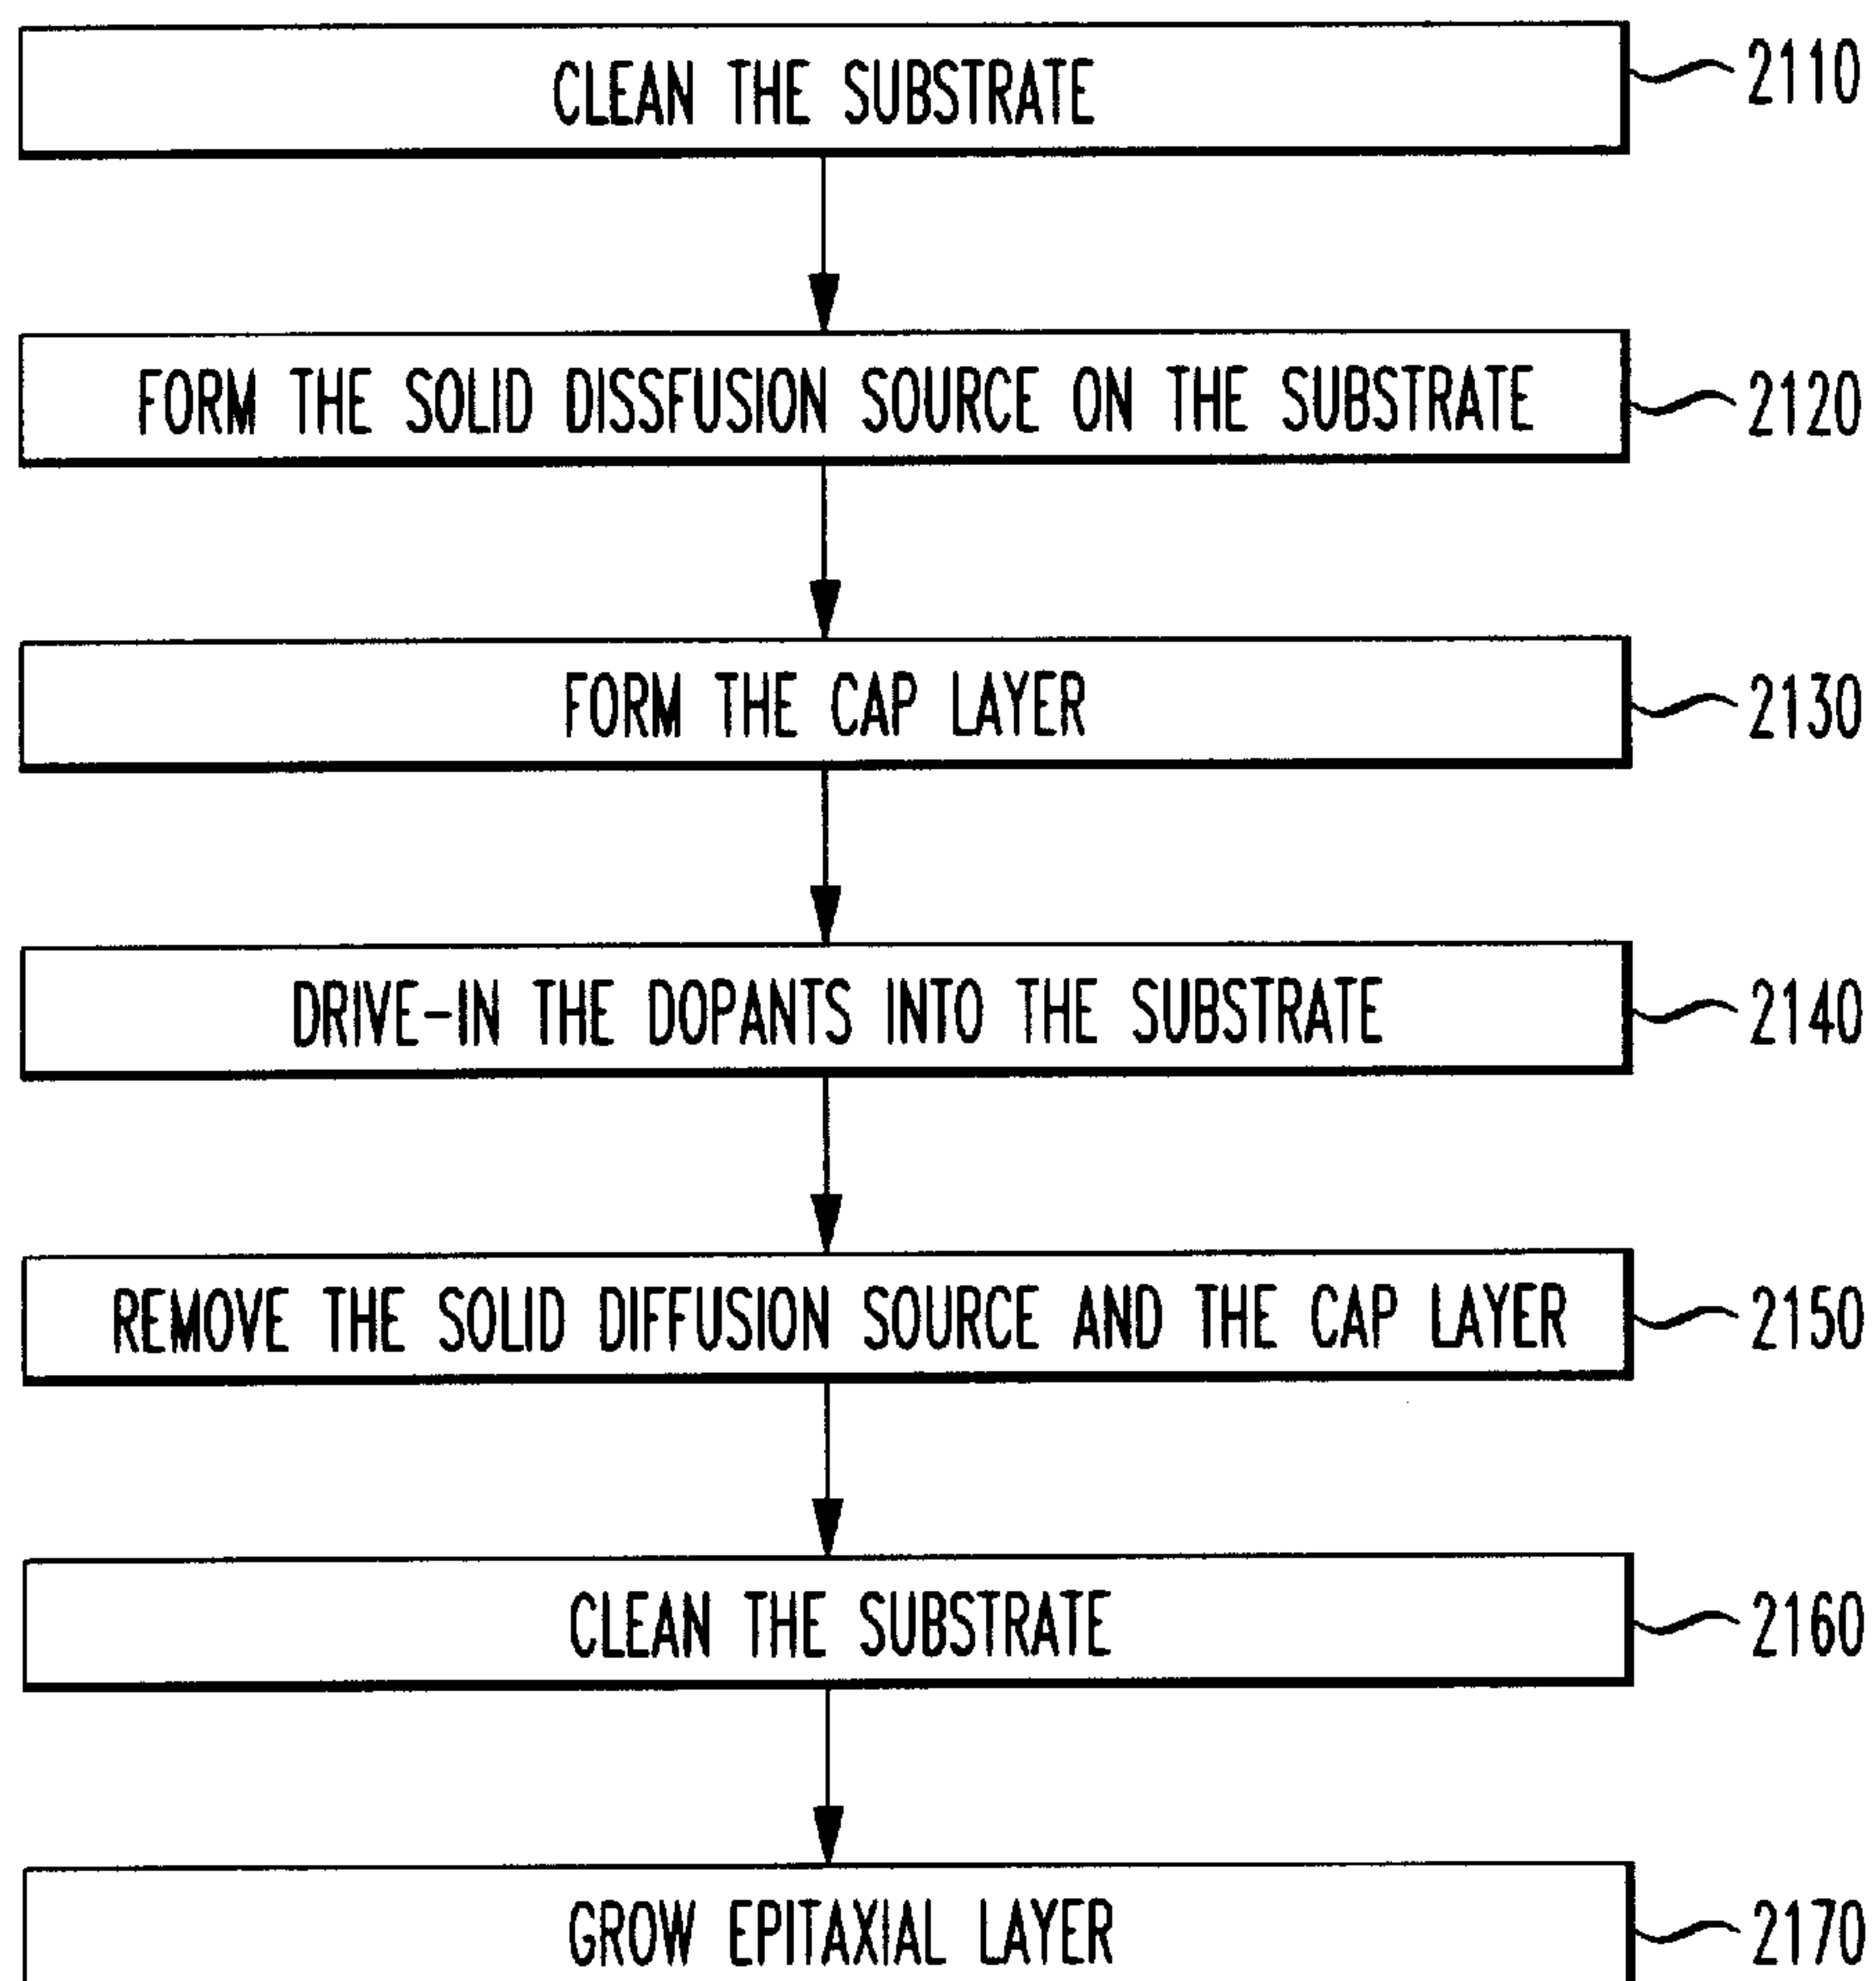 CLEAN THE SUBSTRATE 2110
FORM THE SOLID DISSFUSION SOURCE ON THE SUBSTRATE 2120
FORM THE CAP LAYER 2130
DRIVE-IN THE DOPANTS INTO THE SUBSTRATE 2140
REMOVE THE SOLID DIFFUSION SOURCE AND THE CAP LAYER 2150
CLEAN THE SUBSTRATE 2160
GROW EPITAXIAL LAYER 2170